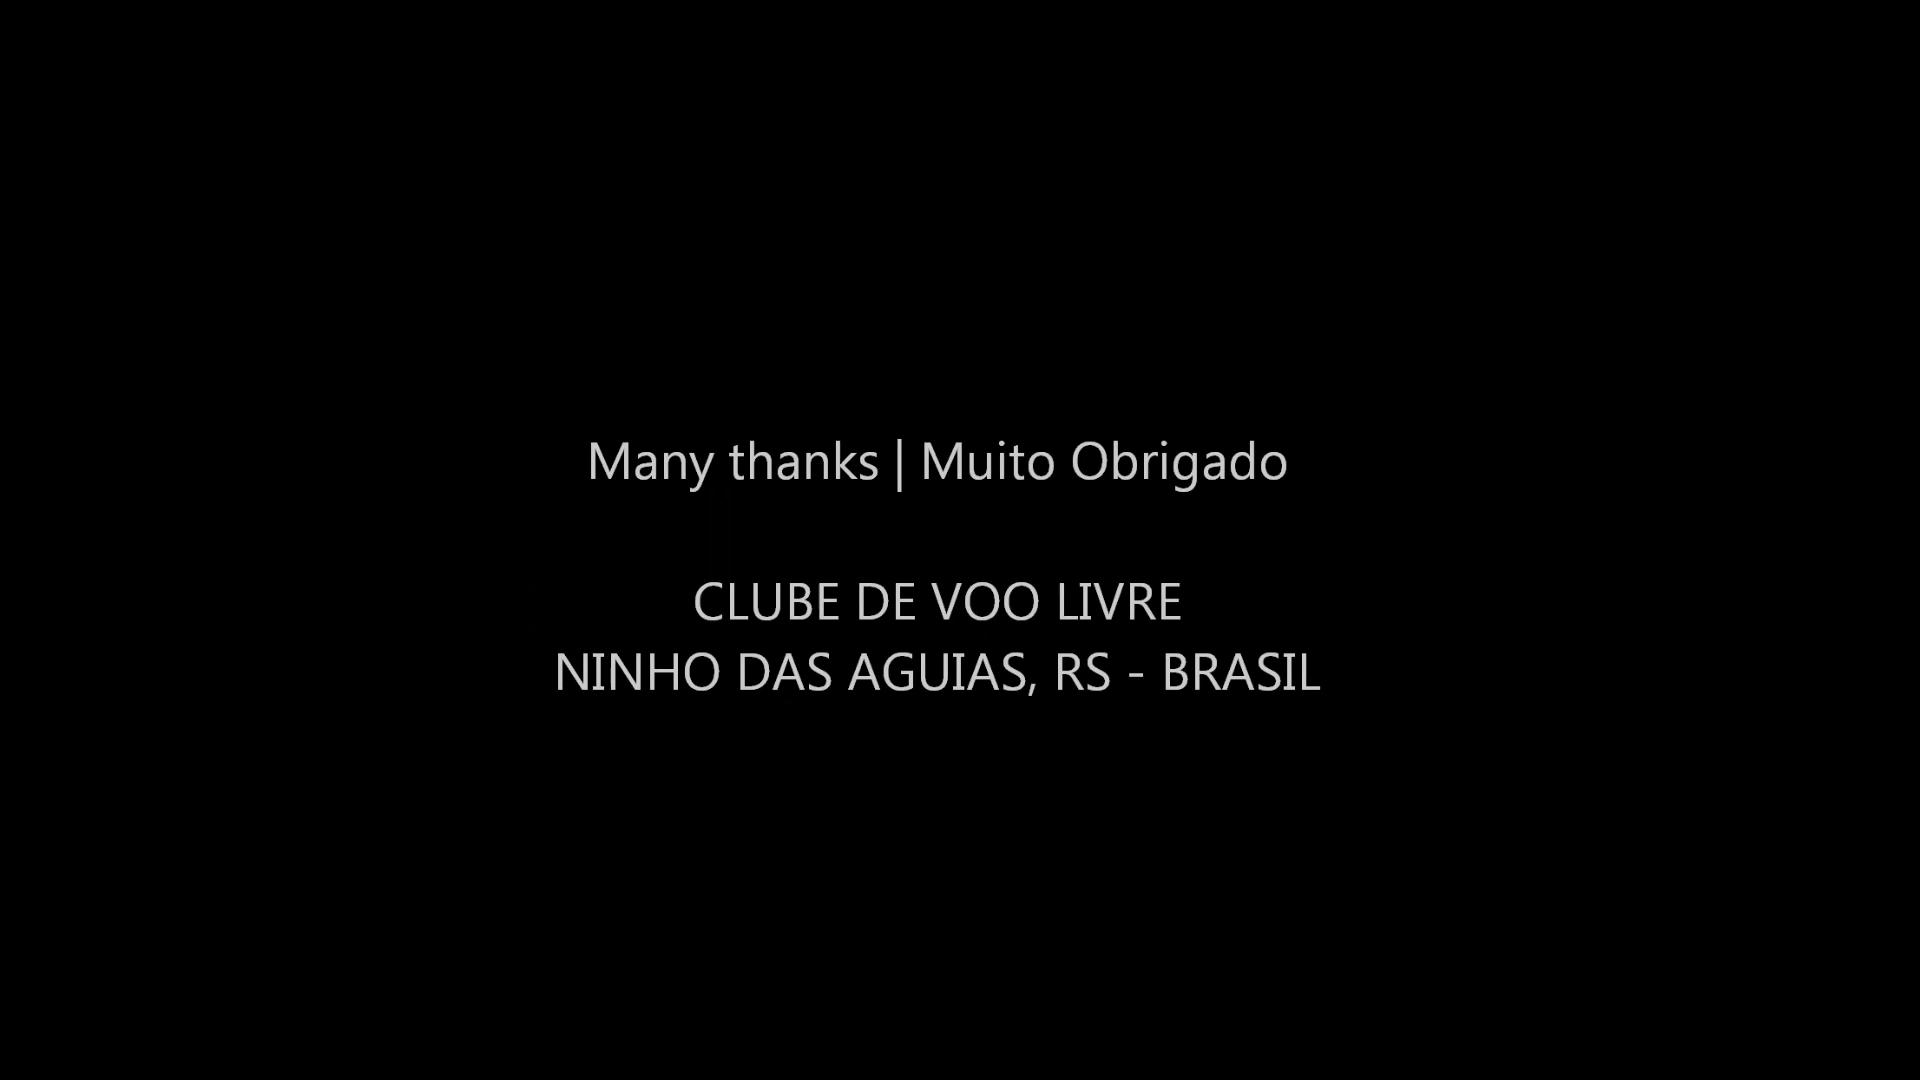 Many thanks | Muito Obrigado
CLUBE DE VOO LIVRE
NINHO DAS AGUIAS, RS - BRASIL